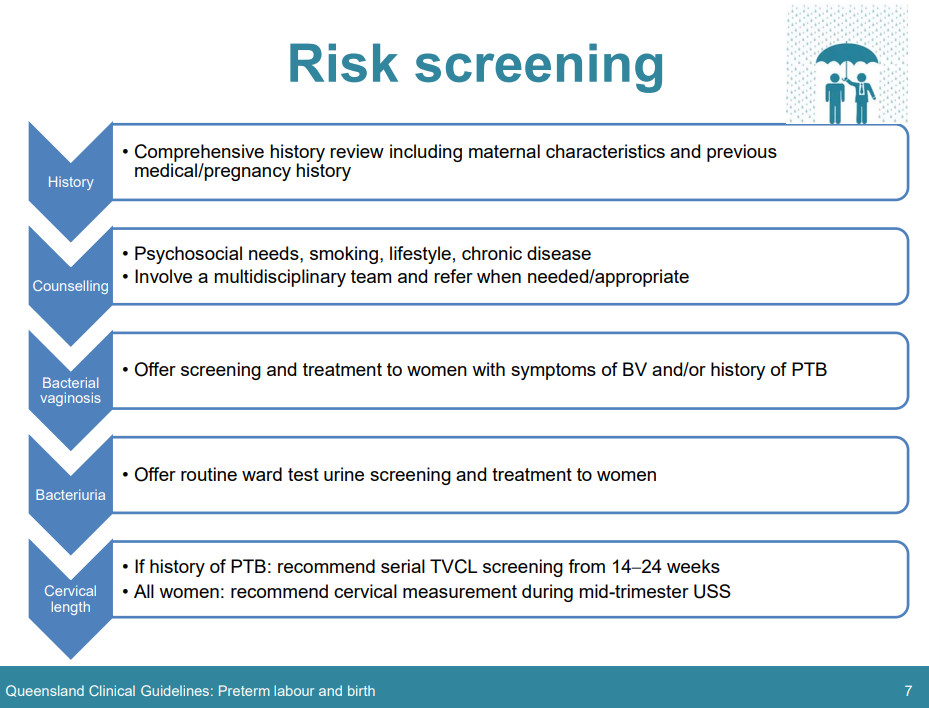 Risk screening
History
• Comprehensive history review including maternal characteristics and previous
medical/pregnancy history
Counselling
• Psychosocial needs, smoking, lifestyle, chronic disease
• Involve a multidisciplinary team and refer when needed/appropriate
Bacterial
vaginosis
• Offer screening and treatment to women with symptoms of BV and/or history of PTB
Bacteriuria
• Offer routine ward test urine screening and treatment to women
Cervical
length
• If history of PTB: recommend serial TVCL screening from 14–24 weeks
• All women: recommend cervical measurement during mid-trimester USS
Queensland Clinical Guidelines: Preterm labour and birth
7